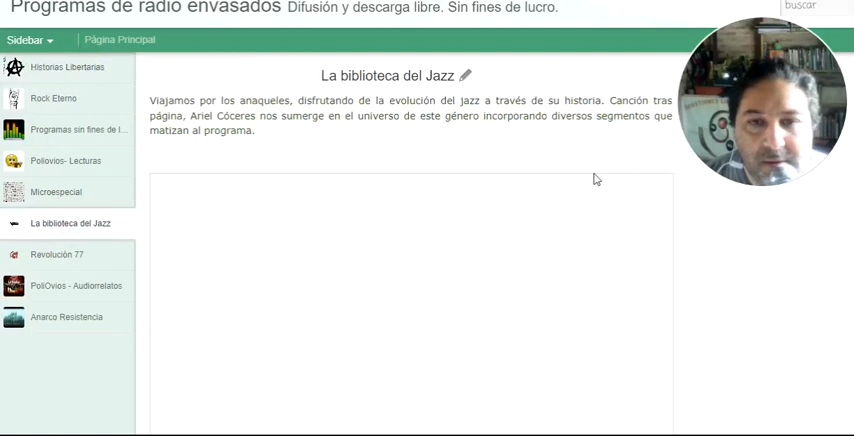 Programas de radio envasados Difusión y descarga libre. Sin fines de lucro.
buscar
Sidebar
Página Principal
Historias Libertarias
Rock Eterno
Programas sin fines de l...
Poliovios- Lecturas
Microespecial
La biblioteca del Jazz
Revolución 77
PoliOvios - Audiorrelatos
Anarco Resistencia
La biblioteca del Jazz
Viajamos por los anaqueles, disfrutando de la evolución del jazz a través de su historia. Canción tras
página, Ariel Cóceres nos sumerge en el universo de este género incorporando diversos segmentos que
matizan al programa.